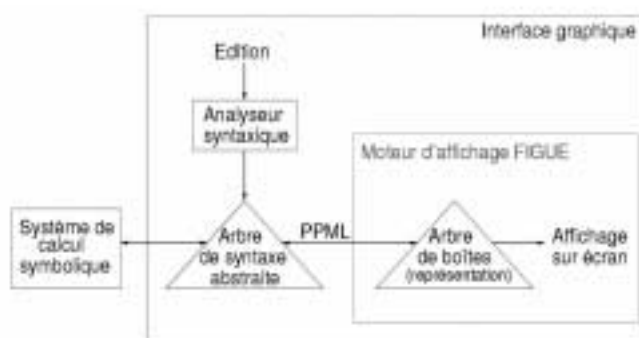 Interface graphique
Edition
Analyseur
syntaxique
Moteur d'affichage FIGUE
Système de
calcul
symbolique
Arbre
de syntaxe
abstraite
PPML
Arbre
de boîtes
(représentation)
Affichage
sur écran